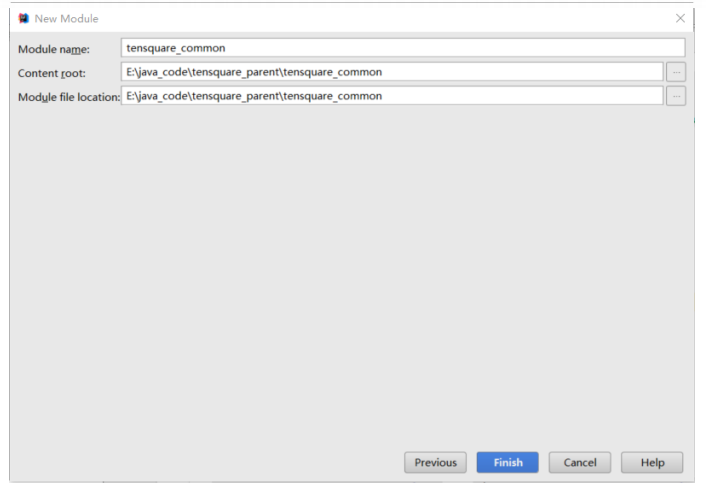 New Module
Module name: tensquare_common
Content root: E:\java_code\tensquare_parent\tensquare_common ...
Module file location: E:\java_code\tensquare_parent\tensquare_common ...
Previous Finish Cancel Help